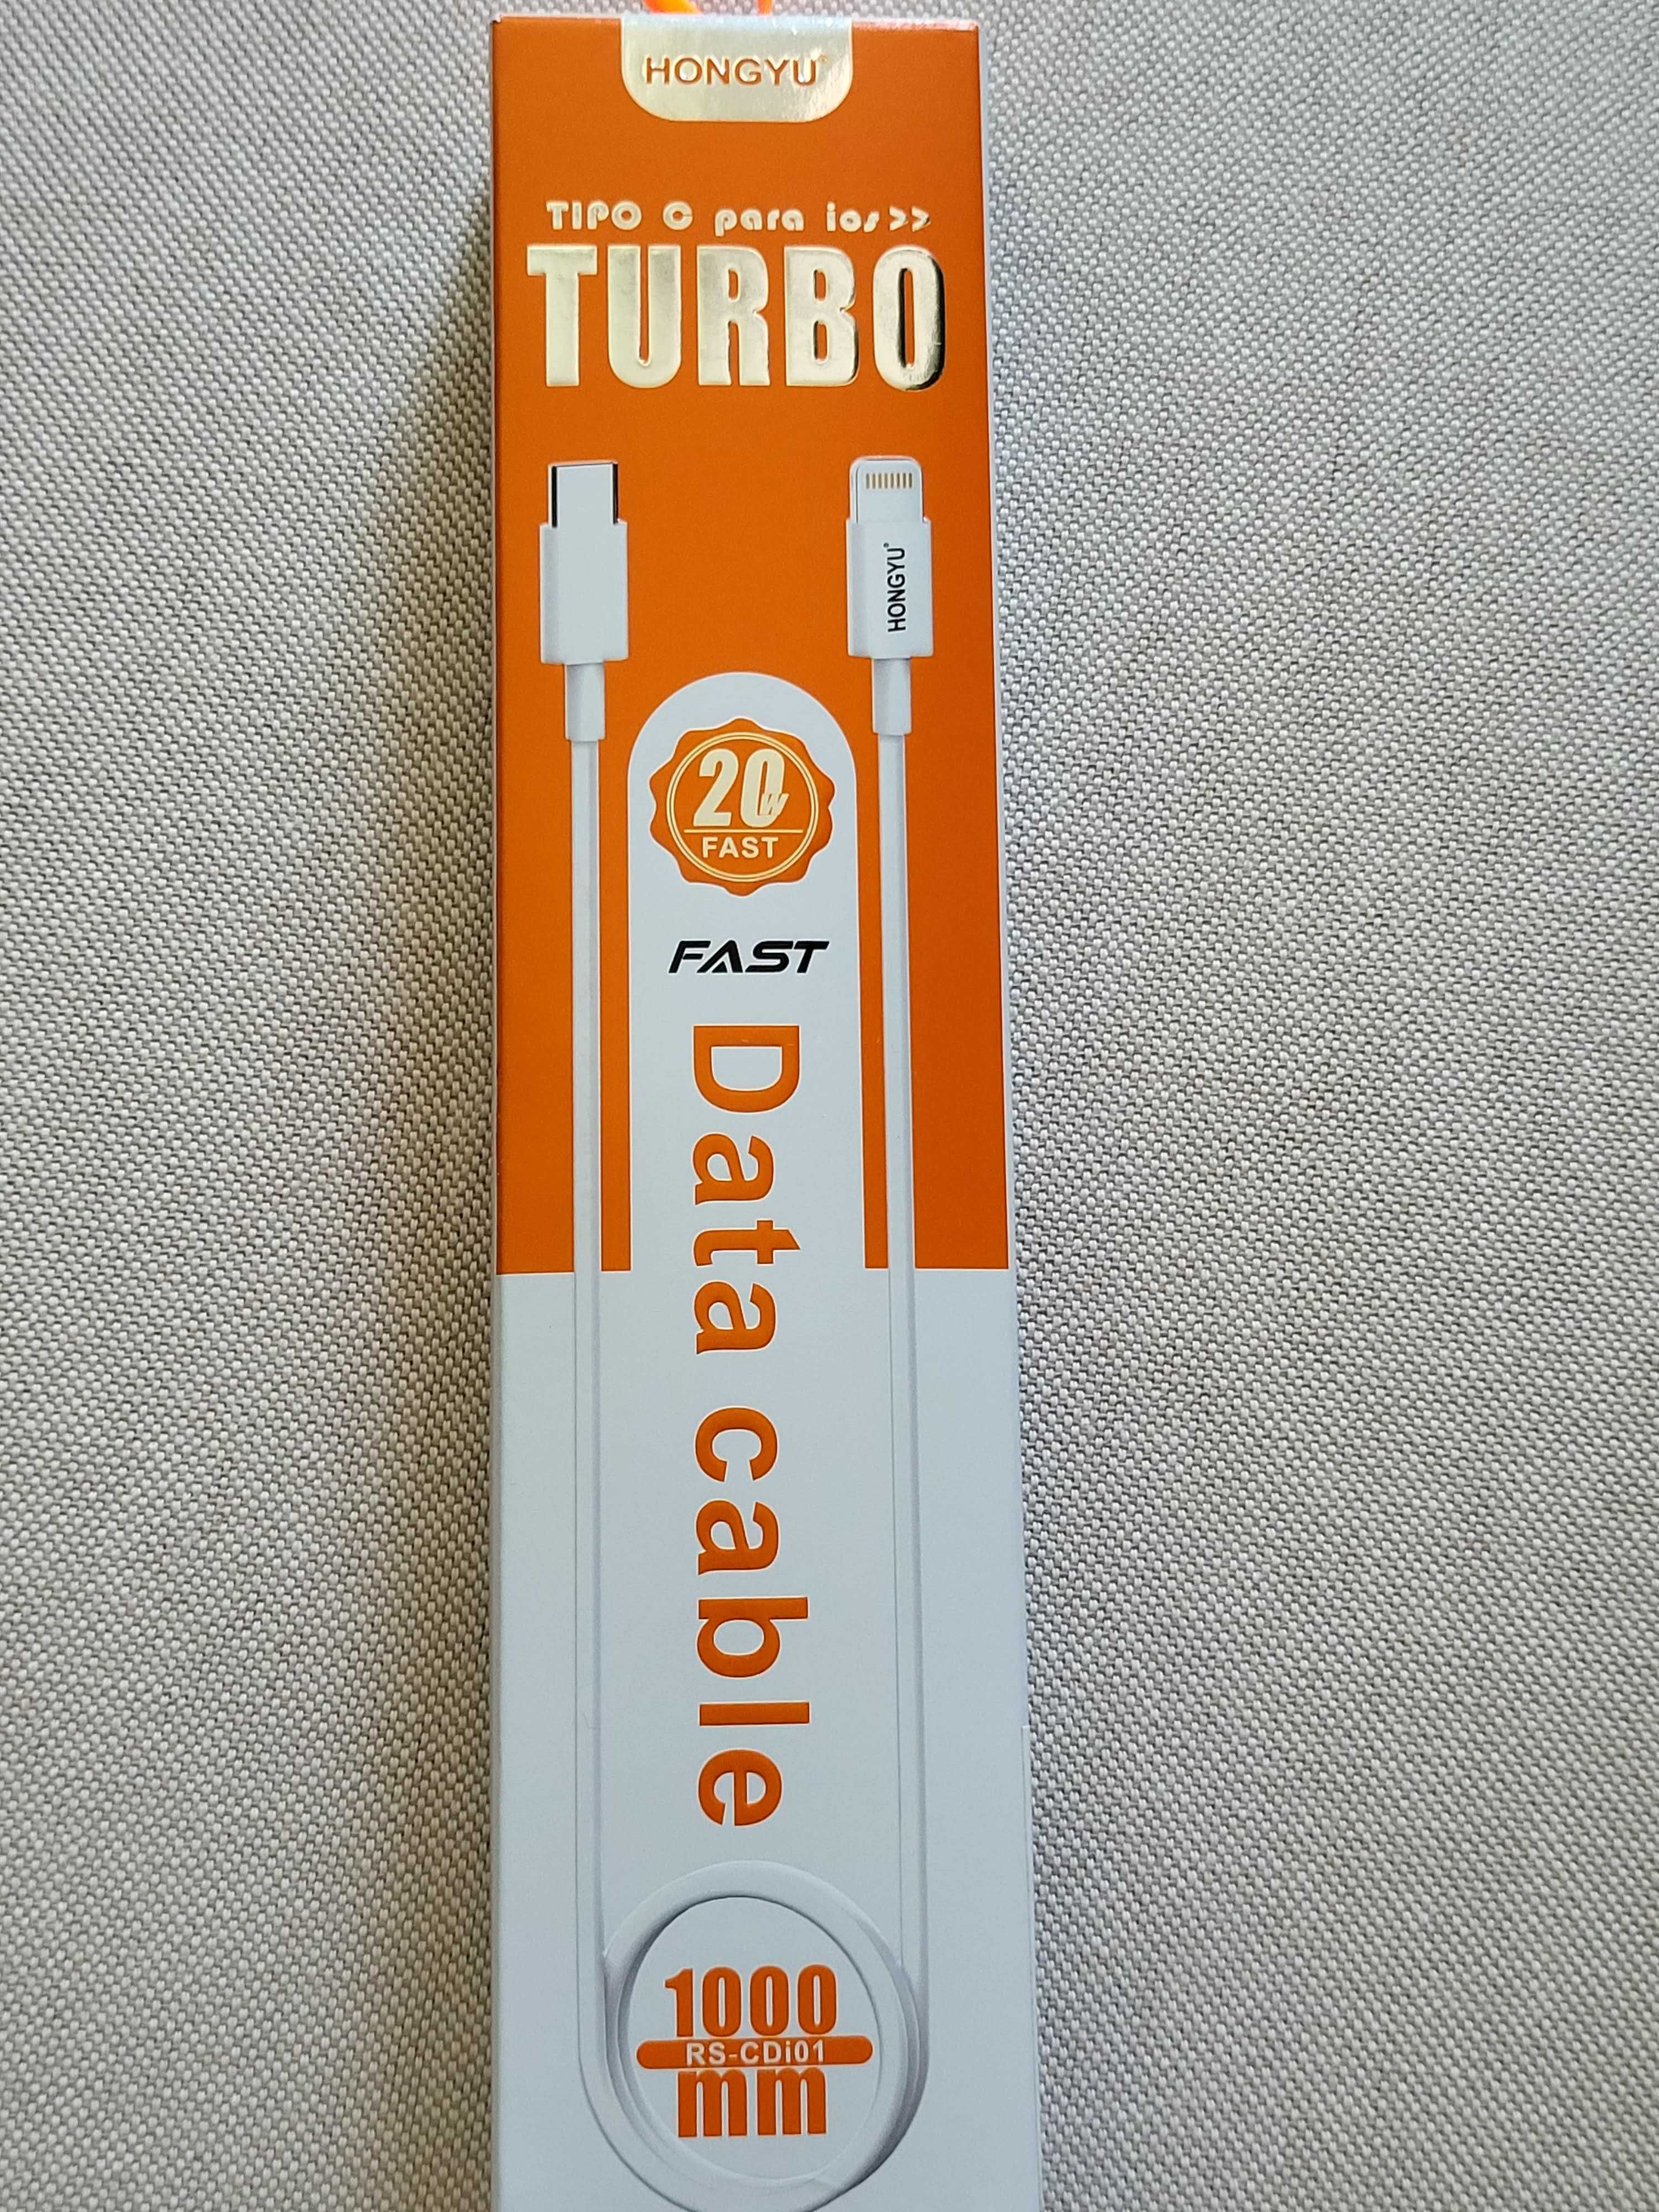 HONGYU®
TIPO C para ios >>
TURBO
HONGYU®
20W
FAST
FAST
Data cable
1000
RS-CDi01
mm